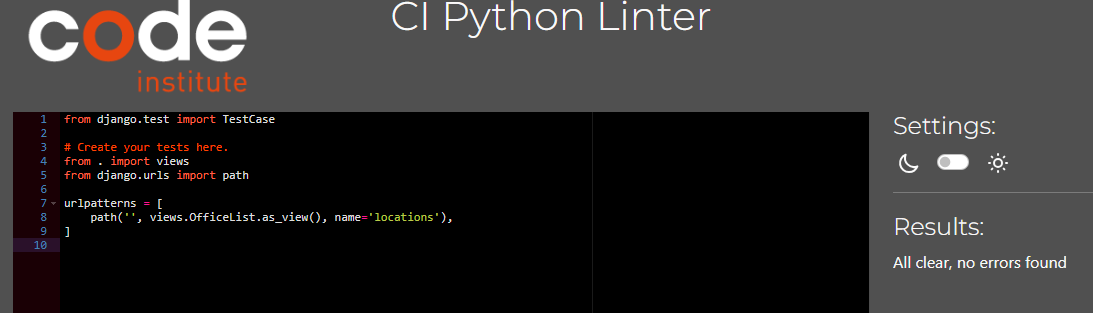 code
institute
CI Python Linter
1 from django.test import TestCase
2
3 # Create your tests here.
4 from . import views
5 from django.urls import path
6
7 urlpatterns = [
8     path('', views.OfficeList.as_view(), name='locations'),
9 ]
10
Settings:
Results:
All clear, no errors found